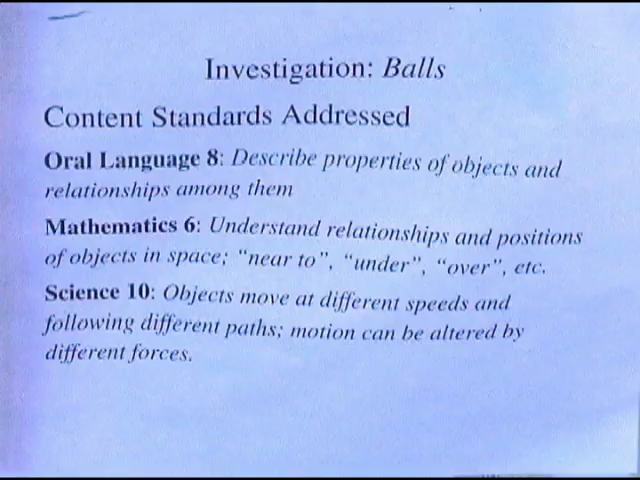 Investigation: Balls
Content Standards Addressed
Oral Language 8: Describe properties of objects and
relationships among them
Mathematics 6: Understand relationships and positions
of objects in space; “near to”, “under”, “over”, etc.
Science 10: Objects move at different speeds and
following different paths; motion can be altered by
different forces.